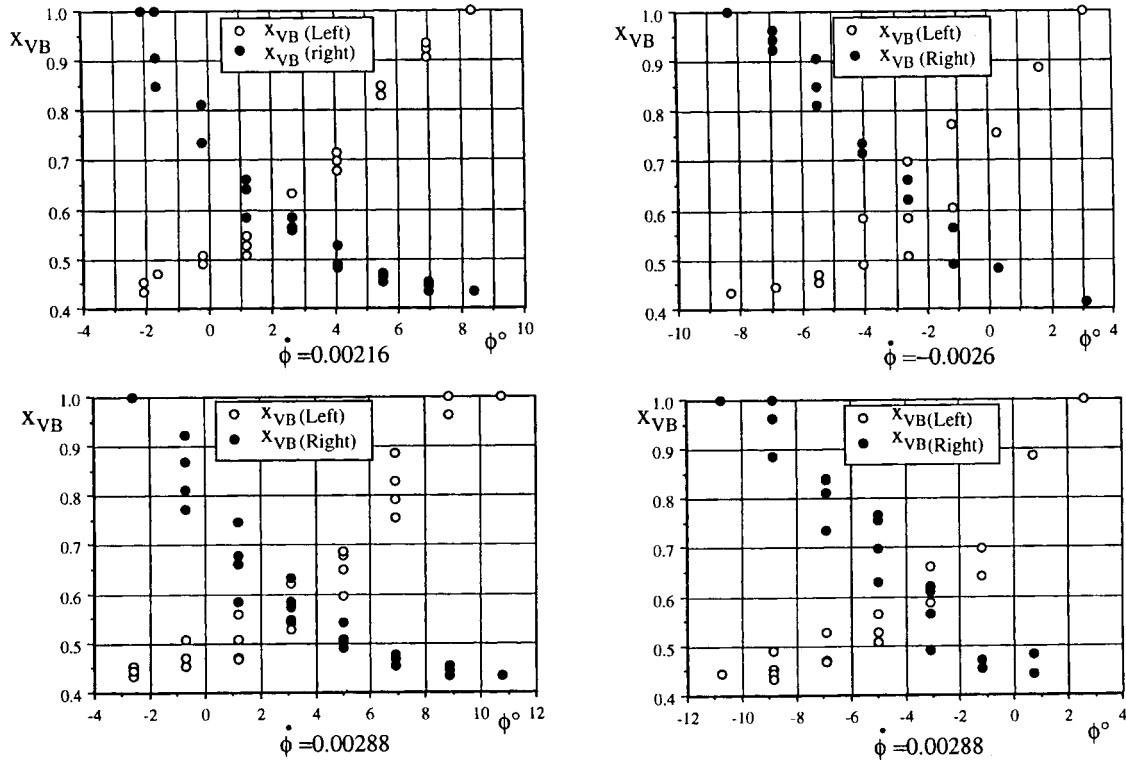 X_VB
1.0
0.9
0.8
0.7
0.6
0.5
0.4
-4 -2 0 2 4 6 8 10
X_VB (Left)
X_VB (right)
ϕ°
ϕ̇ =0.00216
X_VB
1.0
0.9
0.8
0.7
0.6
0.5
0.4
-10 -8 -6 -4 -2 0 2 4
X_VB (Left)
X_VB (Right)
ϕ°
ϕ̇ =-0.0026
X_VB
1.0
0.9
0.8
0.7
0.6
0.5
0.4
-4 -2 0 2 4 6 8 10 12
X_VB (Left)
X_VB (Right)
ϕ°
ϕ̇ =0.00288
X_VB
1.0
0.9
0.8
0.7
0.6
0.5
0.4
-12 -10 -8 -6 -4 -2 0 2 4
X_VB (Left)
X_VB (Right)
ϕ°
ϕ̇ =0.00288